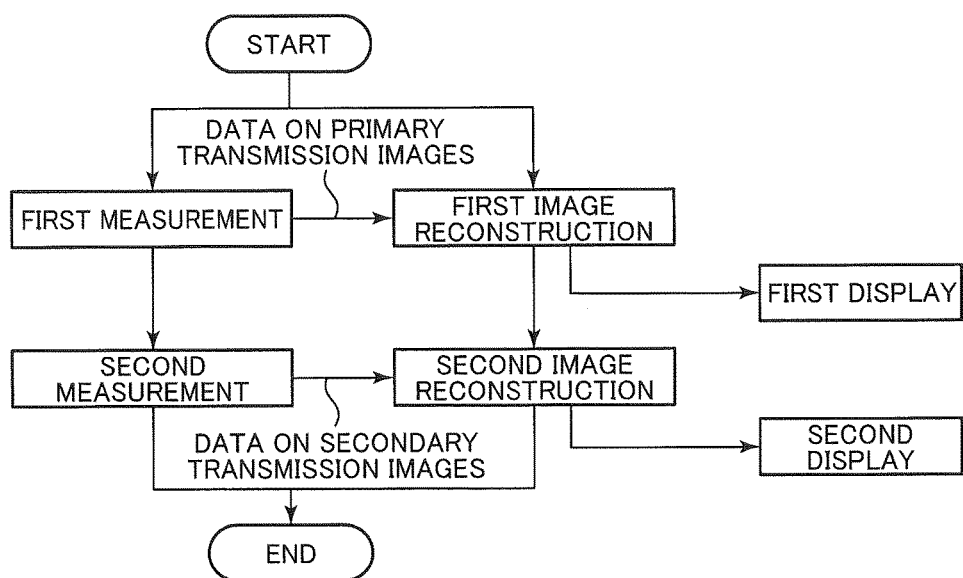 START
DATA ON PRIMARY
TRANSMISSION IMAGES
FIRST MEASUREMENT
FIRST IMAGE
RECONSTRUCTION
FIRST DISPLAY
SECOND
MEASUREMENT
SECOND IMAGE
RECONSTRUCTION
DATA ON SECONDARY
TRANSMISSION IMAGES
SECOND
DISPLAY
END